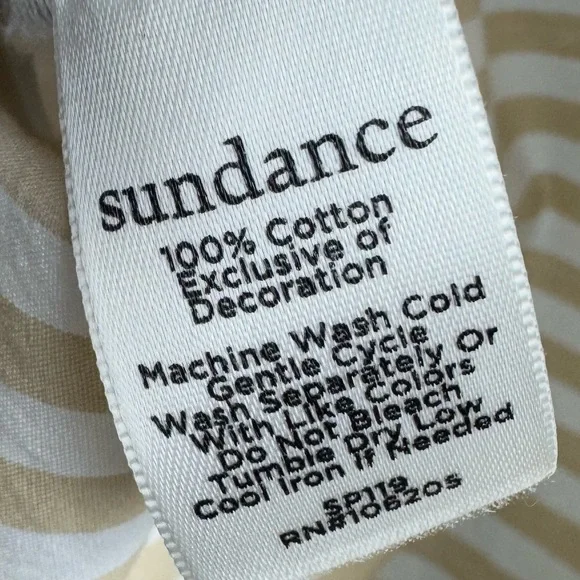 sundance
100% Cotton
Exclusive of
Decoration
Machine Wash Cold
Gentle Cycle
Wash Separately Or
With Like Colors
Do Not Bleach
Tumble Dry Low
Cool Iron If Needed
SP119
RN#106205